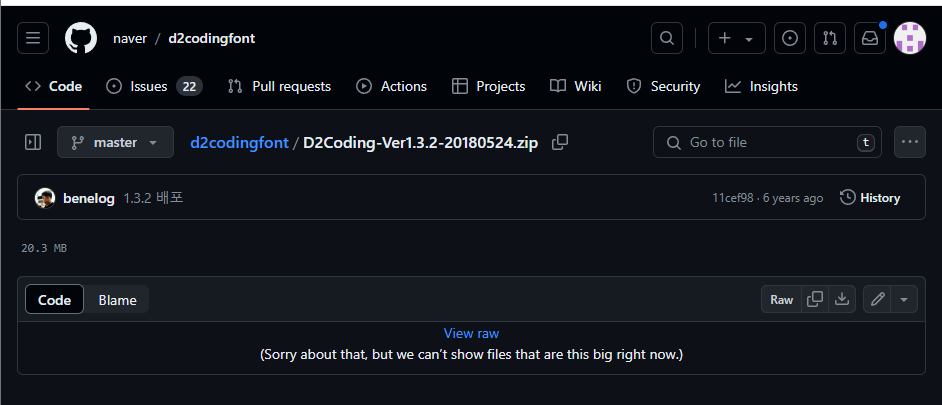 naver / d2codingfont
Code Issues 22 Pull requests Actions Projects Wiki Security Insights
master d2codingfont / D2Coding-Ver1.3.2-20180524.zip Go to file t
benelog 1.3.2 배포 11cef98 · 6 years ago History
20.3 MB
Code Blame Raw
View raw
(Sorry about that, but we can’t show files that are this big right now.)